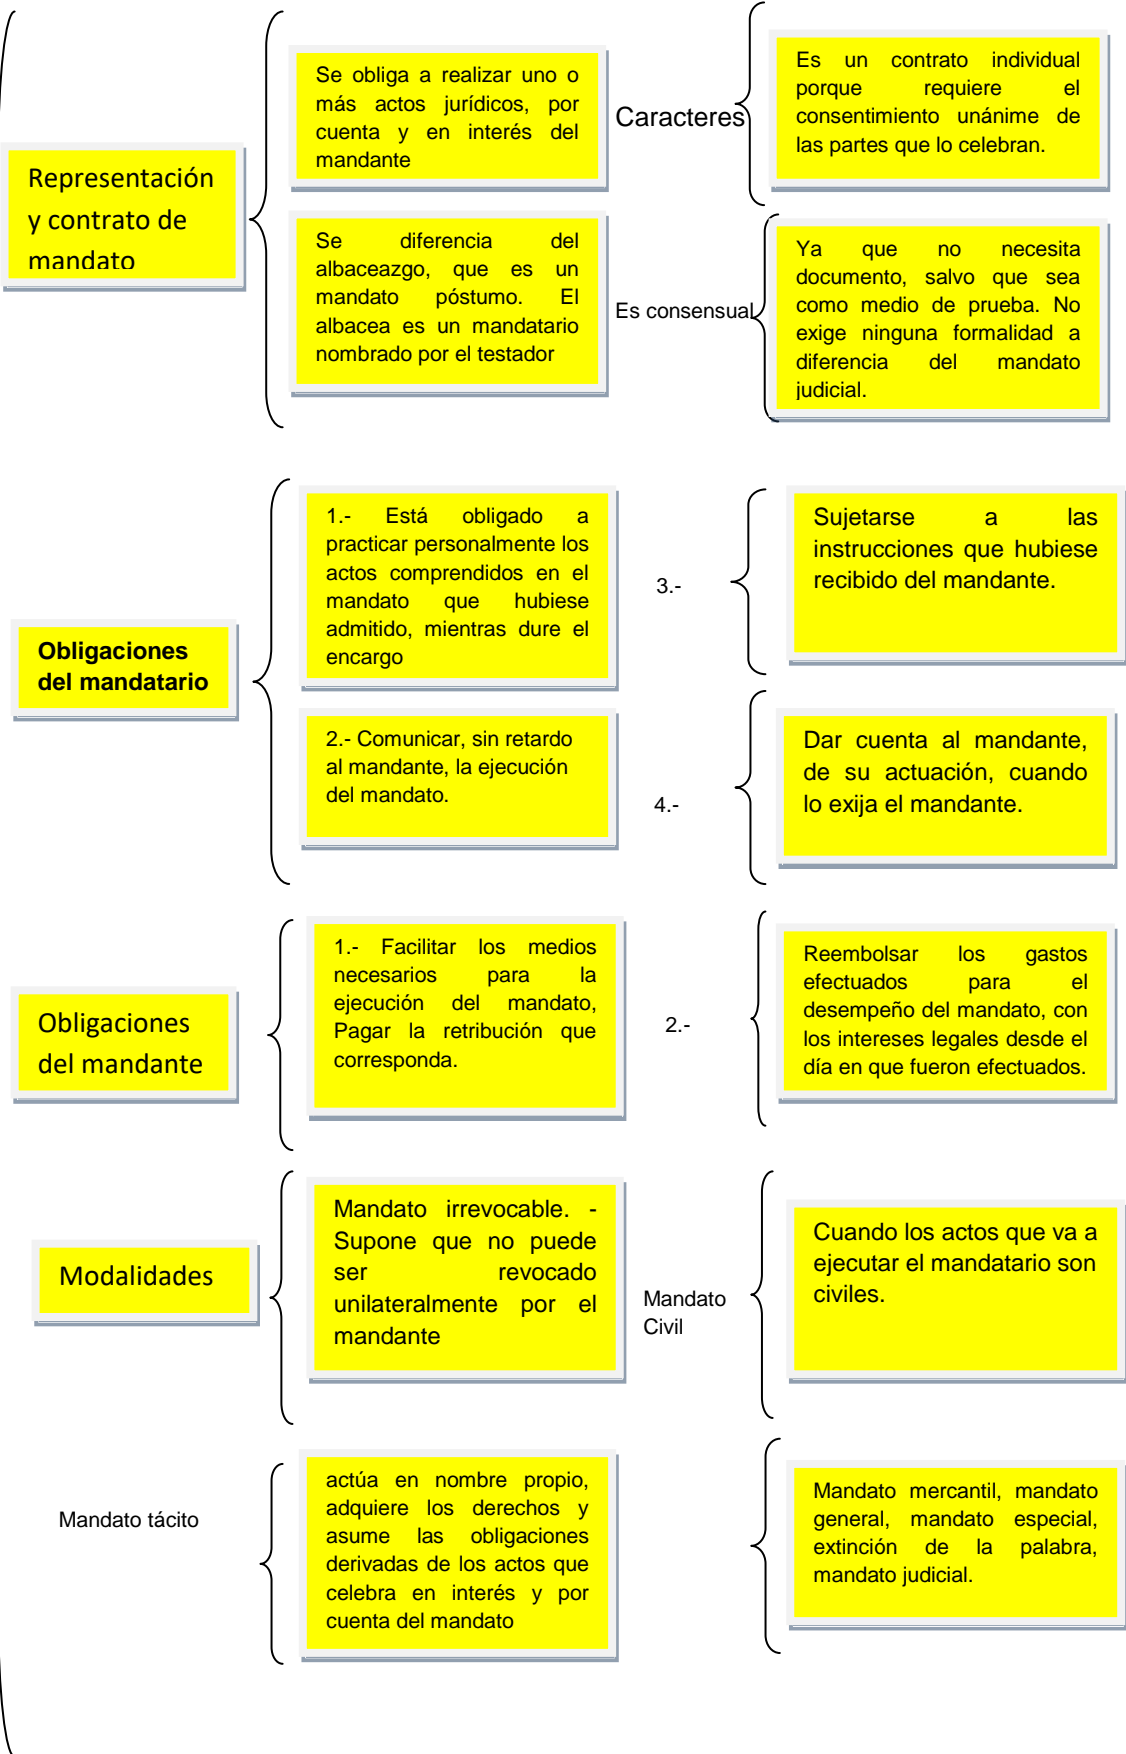 Representación
y contrato de
mandato
Se obliga a realizar uno o
más actos jurídicos, por
cuenta y en interés del
mandante
Caracteres
Es un contrato individual
porque requiere el
consentimiento unánime de
las partes que lo celebran.
Se diferencia del
albaceazgo, que es un
mandato póstumo. El
albacea es un mandatario
nombrado por el testador
Es consensual
Ya que no necesita
documento, salvo que sea
como medio de prueba. No
exige ninguna formalidad a
diferencia del mandato
judicial.
Obligaciones
del mandatario
1.- Está obligado a
practicar personalmente los
actos comprendidos en el
mandato que hubiese
admitido, mientras dure el
encargo
3.-
Sujetarse a las
instrucciones que hubiese
recibido del mandante.
2.- Comunicar, sin retardo
al mandante, la ejecución
del mandato.
4.-
Dar cuenta al mandante,
de su actuación, cuando
lo exija el mandante.
Obligaciones
del mandante
1.- Facilitar los medios
necesarios para la
ejecución del mandato,
Pagar la retribución que
corresponda.
2.-
Reembolsar los gastos
efectuados para el
desempeño del mandato, con
los intereses legales desde el
día en que fueron efectuados.
Modalidades
Mandato irrevocable. -
Supone que no puede
ser revocado
unilateralmente por el
mandante
Mandato
Civil
Cuando los actos que va a
ejecutar el mandatario son
civiles.
Mandato tácito
actúa en nombre propio,
adquiere los derechos y
asume las obligaciones
derivadas de los actos que
celebra en interés y por
cuenta del mandato
Mandato mercantil, mandato
general, mandato especial,
extinción de la palabra,
mandato judicial.